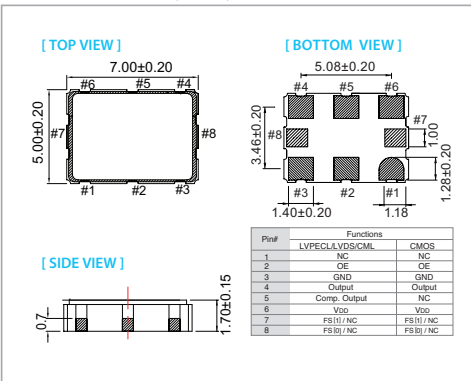 [ TOP VIEW ]
7.00±0.20
#6 #5 #4
5.00±0.20
#7
#8
#1 #2 #3
[ BOTTOM VIEW ]
5.08±0.20
#4 #5 #6
#8
3.46±0.20
#7
1.00
1.28±0.20
#3 #2 #1
1.40±0.20
1.18
[ SIDE VIEW ]
0.7
1.70±0.15
Pin# Functions
LVPECL/LVDS/CML CMOS
1 NC NC
2 OE OE
3 GND GND
4 Output Output
5 Comp. Output NC
6 VDD VDD
7 FS[1] / NC FS[1] / NC
8 FS[0] / NC FS[0] / NC